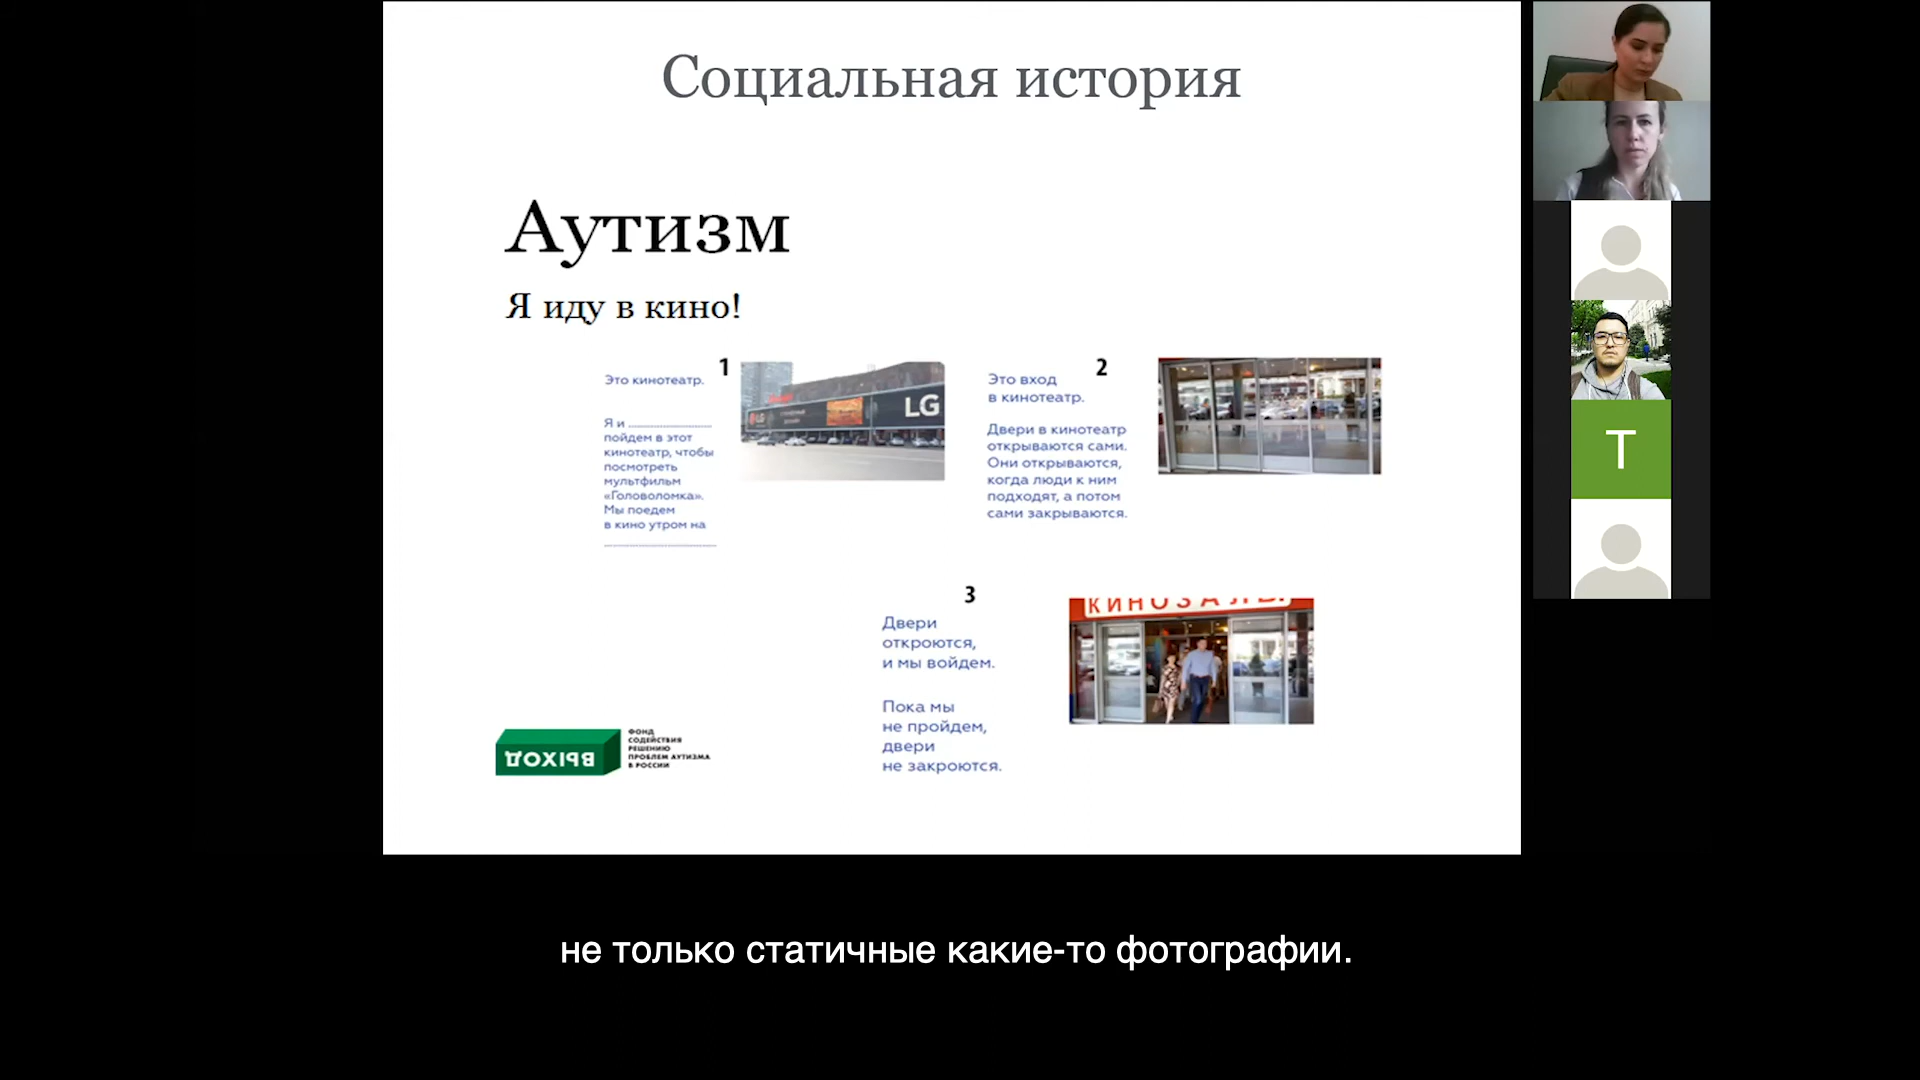 Социальная история
Аутизм
Я иду в кино!
1
Это кинотеатр.
Я и
пойдем в этот
кинотеатр, чтобы
посмотреть
мультфильм
«Головоломка».
Мы поедем
в кино утром на
LG
LG
2
Это вход
в кинотеатр.
Двери в кинотеатр
открываются сами.
Они открываются,
когда люди к ним
подходят, а потом
сами закрываются.
3
Двери
откроются,
и мы войдем.
Пока мы
не пройдем,
двери
не закроются.
КИНОЗАЛЫ
ВЫХОД
ФОНД
СОДЕЙСТВИЯ
РЕШЕНИЮ
ПРОБЛЕМ АУТИЗМА
В РОССИИ
T
не только статичные какие-то фотографии.